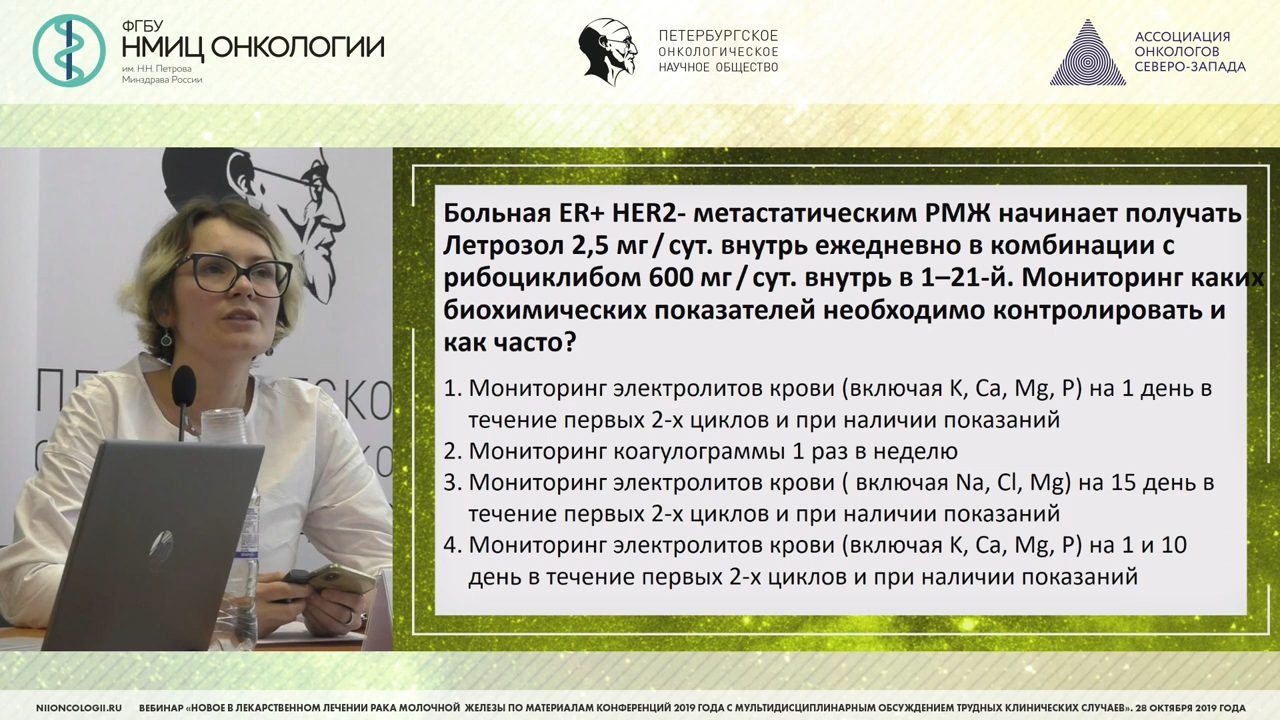 ФГБУ
НМИЦ ОНКОЛОГИИ
им. Н.Н. Петрова
Минздрава России
ПЕТЕРБУРГСКОЕ
ОНКОЛОГИЧЕСКОЕ
НАУЧНОЕ ОБЩЕСТВО
АССОЦИАЦИЯ
ОНКОЛОГОВ
СЕВЕРО-ЗАПАДА
Больная ER+ HER2- метастатическим РМЖ начинает получать
Летрозол 2,5 мг / сут. внутрь ежедневно в комбинации с
рибоциклибом 600 мг / сут. внутрь в 1–21-й. Мониторинг каких
биохимических показателей необходимо контролировать и
как часто?
1. Мониторинг электролитов крови (включая K, Ca, Mg, P) на 1 день в
течение первых 2-х циклов и при наличии показаний
2. Мониторинг коагулограммы 1 раз в неделю
3. Мониторинг электролитов крови ( включая Na, Cl, Mg) на 15 день в
течение первых 2-х циклов и при наличии показаний
4. Мониторинг электролитов крови (включая K, Ca, Mg, P) на 1 и 10
день в течение первых 2-х циклов и при наличии показаний
NIIONCOLOGII.RU ВЕБИНАР «НОВОЕ В ЛЕКАРСТВЕННОМ ЛЕЧЕНИИ РАКА МОЛОЧНОЙ ЖЕЛЕЗЫ ПО МАТЕРИАЛАМ КОНФЕРЕНЦИЙ 2019 ГОДА С МУЛЬТИДИСЦИПЛИНАРНЫМ ОБСУЖДЕНИЕМ ТРУДНЫХ КЛИНИЧЕСКИХ СЛУЧАЕВ». 28 ОКТЯБРЯ 2019 ГОДА